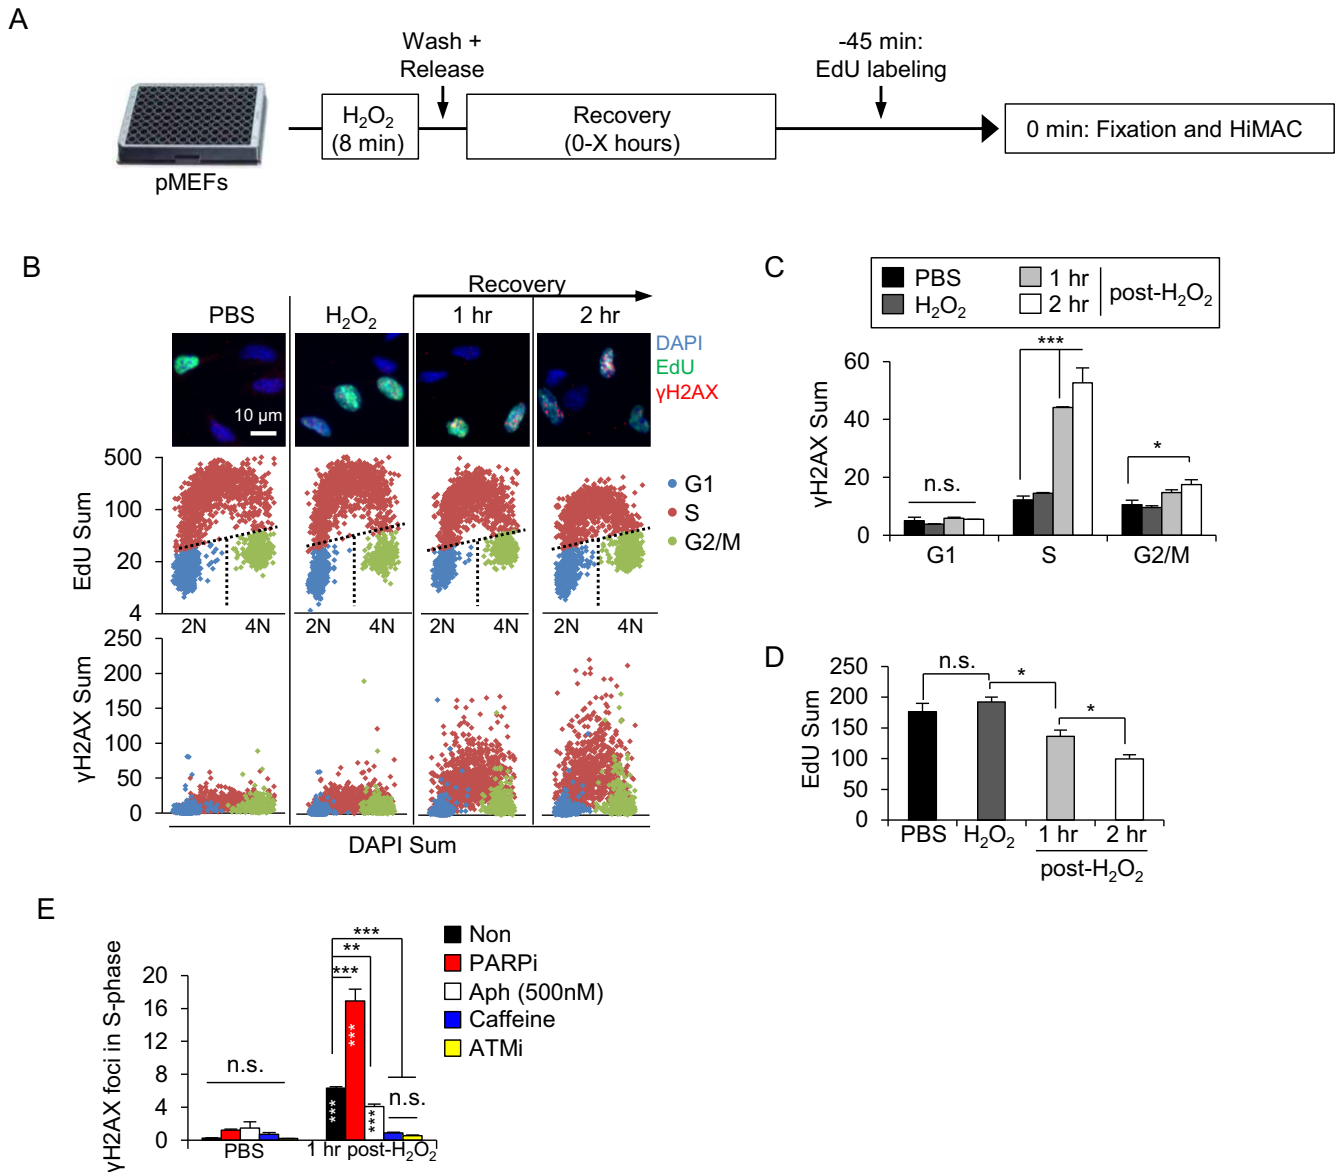 A
Wash +
Release
-45 min:
EdU labeling
H₂O₂
(8 min)
Recovery
(0-X hours)
0 min: Fixation and HiMAC
pMEFs
B
Recovery
PBS
H₂O₂
1 hr
2 hr
DAPI
EdU
γH2AX
10 µm
EdU Sum
500
100
20
4
2N 4N 2N 4N 2N 4N 2N 4N
G1
S
G2/M
γH2AX Sum
250
200
150
100
50
0
DAPI Sum
C
PBS
H₂O₂
1 hr
2 hr
post-H₂O₂
γH2AX Sum
60
40
20
0
n.s.
***
*
G1
S
G2/M
D
EdU Sum
250
200
150
100
50
0
n.s.
*
*
PBS
H₂O₂
1 hr
2 hr
post-H₂O₂
E
γH2AX foci in S-phase
20
16
12
8
4
0
n.s.
***
**
***
***
***
***
n.s.
PBS
1 hr post-H₂O₂
Non
PARPi
Aph (500nM)
Caffeine
ATMi